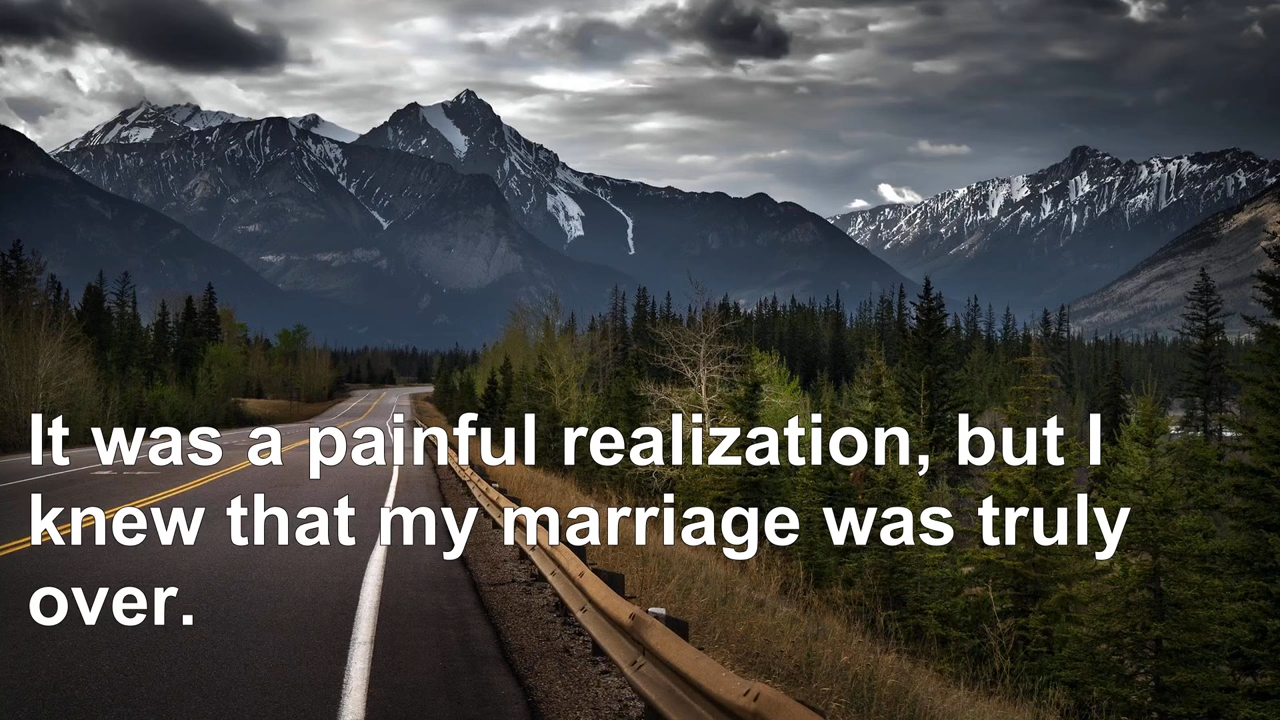 It was a painful realization, but I
knew that my marriage was truly
over.